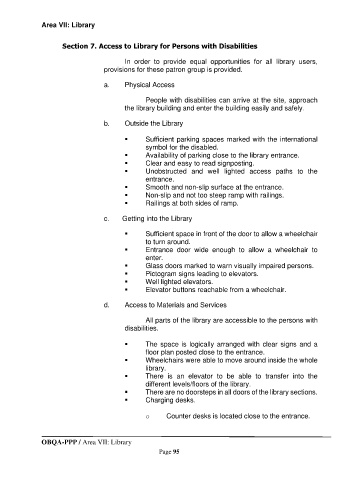 Area VII: Library
Section 7. Access to Library for Persons with Disabilities
In order to provide equal opportunities for all library users,
provisions for these patron group is provided.
a. Physical Access
People with disabilities can arrive at the site, approach
the library building and enter the building easily and safely.
b. Outside the Library
▪ Sufficient parking spaces marked with the international
symbol for the disabled.
▪ Availability of parking close to the library entrance.
▪ Clear and easy to read signposting.
▪ Unobstructed and well lighted access paths to the
entrance.
▪ Smooth and non-slip surface at the entrance.
▪ Non-slip and not too steep ramp with railings.
▪ Railings at both sides of ramp.
c. Getting into the Library
▪ Sufficient space in front of the door to allow a wheelchair
to turn around.
▪ Entrance door wide enough to allow a wheelchair to
enter.
▪ Glass doors marked to warn visually impaired persons.
▪ Pictogram signs leading to elevators.
▪ Well lighted elevators.
▪ Elevator buttons reachable from a wheelchair.
d. Access to Materials and Services
All parts of the library are accessible to the persons with
disabilities.
▪ The space is logically arranged with clear signs and a
floor plan posted close to the entrance.
▪ Wheelchairs were able to move around inside the whole
library.
▪ There is an elevator to be able to transfer into the
different levels/floors of the library.
▪ There are no doorsteps in all doors of the library sections.
▪ Charging desks.
o Counter desks is located close to the entrance.
OBQA-PPP / Area VII: Library
Page 95